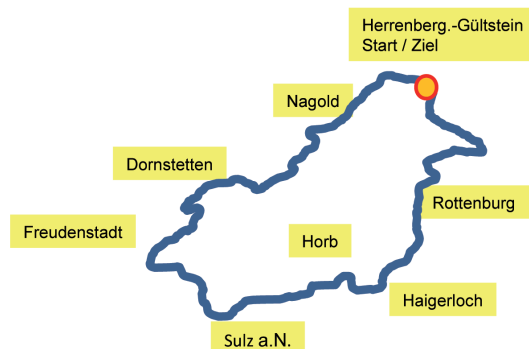 Herrenberg.-Gültstein
Start / Ziel
Nagold
Dornstetten
Rottenburg
Freudenstadt
Horb
Haigerloch
Sulz a.N.